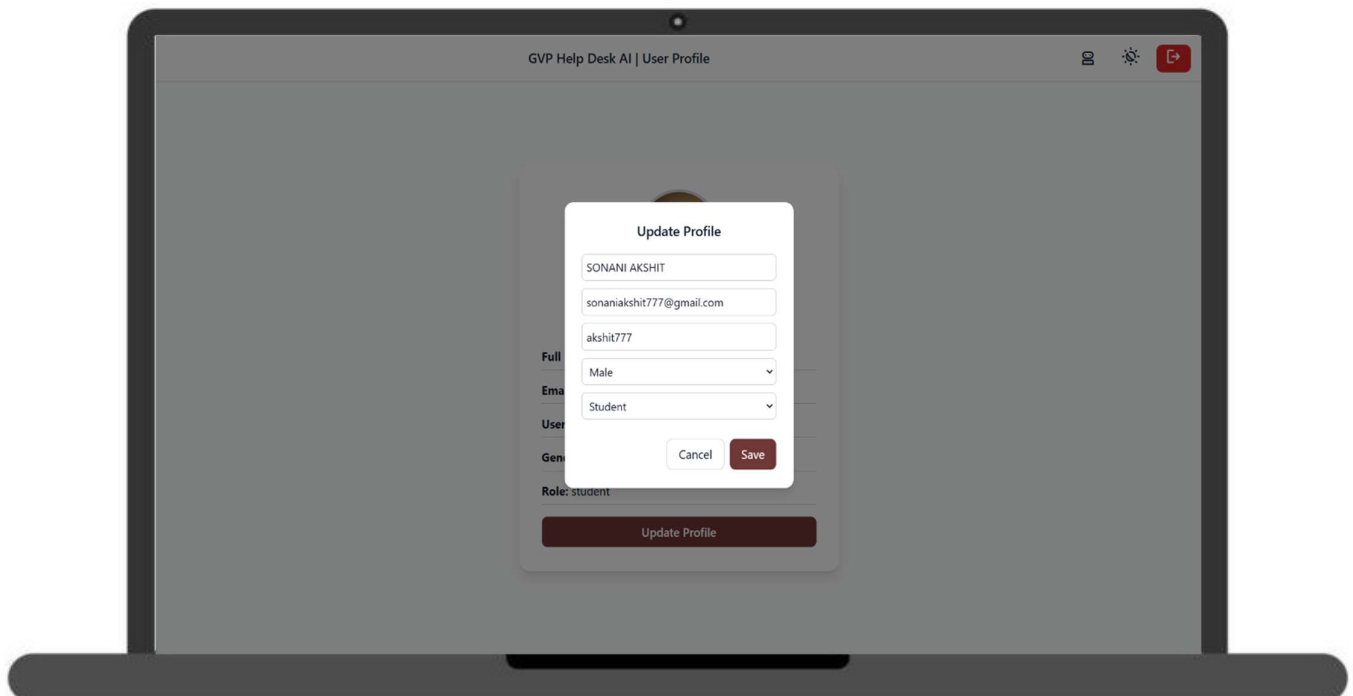 GVP Help Desk AI | User Profile
Update Profile
SONANI AKSHIT
sonaniakshit777@gmail.com
akshit777
Male
Student
Cancel
Save
Full
Ema
User
Gen
Role: student
Update Profile